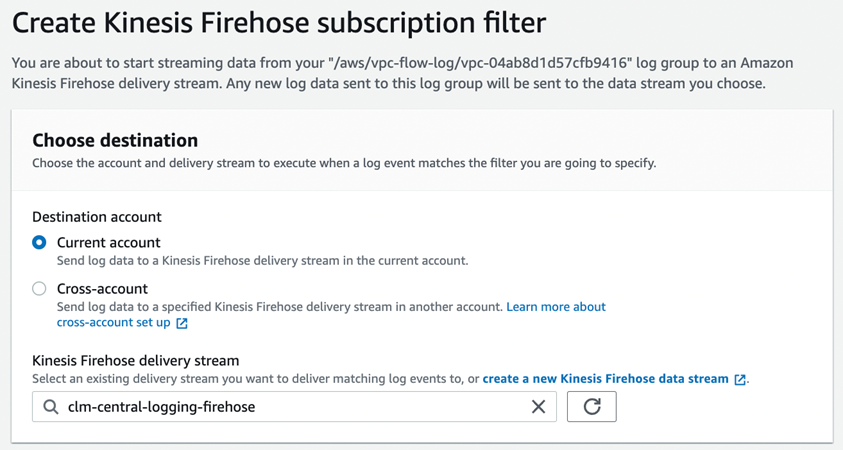 Create Kinesis Firehose subscription filter
You are about to start streaming data from your "/aws/vpc-flow-log/vpc-04ab8d1d57cfb9416" log group to an Amazon
Kinesis Firehose delivery stream. Any new log data sent to this log group will be sent to the data stream you choose.
Choose destination
Choose the account and delivery stream to execute when a log event matches the filter you are going to specify.
Destination account
Current account
Send log data to a Kinesis Firehose delivery stream in the current account.
Cross-account
Send log data to a specified Kinesis Firehose delivery stream in another account. Learn more about
cross-account set up
Kinesis Firehose delivery stream
Select an existing delivery stream you want to deliver matching log events to, or create a new Kinesis Firehose data stream.
clm-central-logging-firehose